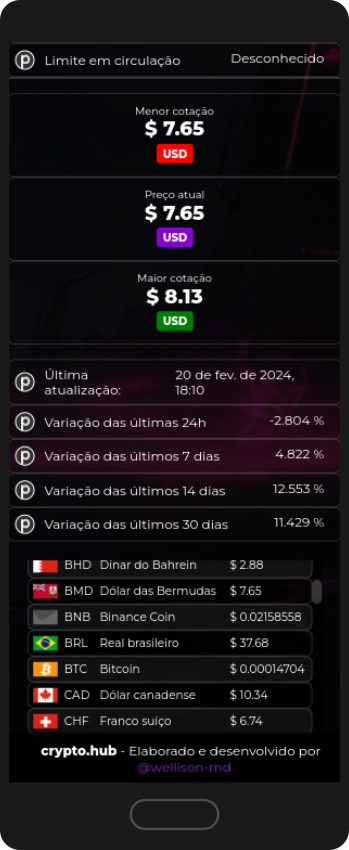 Limite em circulação Desconhecido
Menor cotação
$ 7.65
USD
Preço atual
$ 7.65
USD
Maior cotação
$ 8.13
USD
Última atualização: 20 de fev. de 2024, 18:10
Variação das últimas 24h -2.804 %
Variação dos últimos 7 dias 4.822 %
Variação dos últimos 14 dias 12.553 %
Variação dos últimos 30 dias 11.429 %
BHD Dinar do Bahrein $ 2.88
BMD Dólar das Bermudas $ 7.65
BNB Binance Coin $ 0.02158558
BRL Real brasileiro $ 37.68
BTC Bitcoin $ 0.00014704
CAD Dólar canadense $ 10.34
CHF Franco suíço $ 6.74
crypto.hub - Elaborado e desenvolvido por
@wellison-md